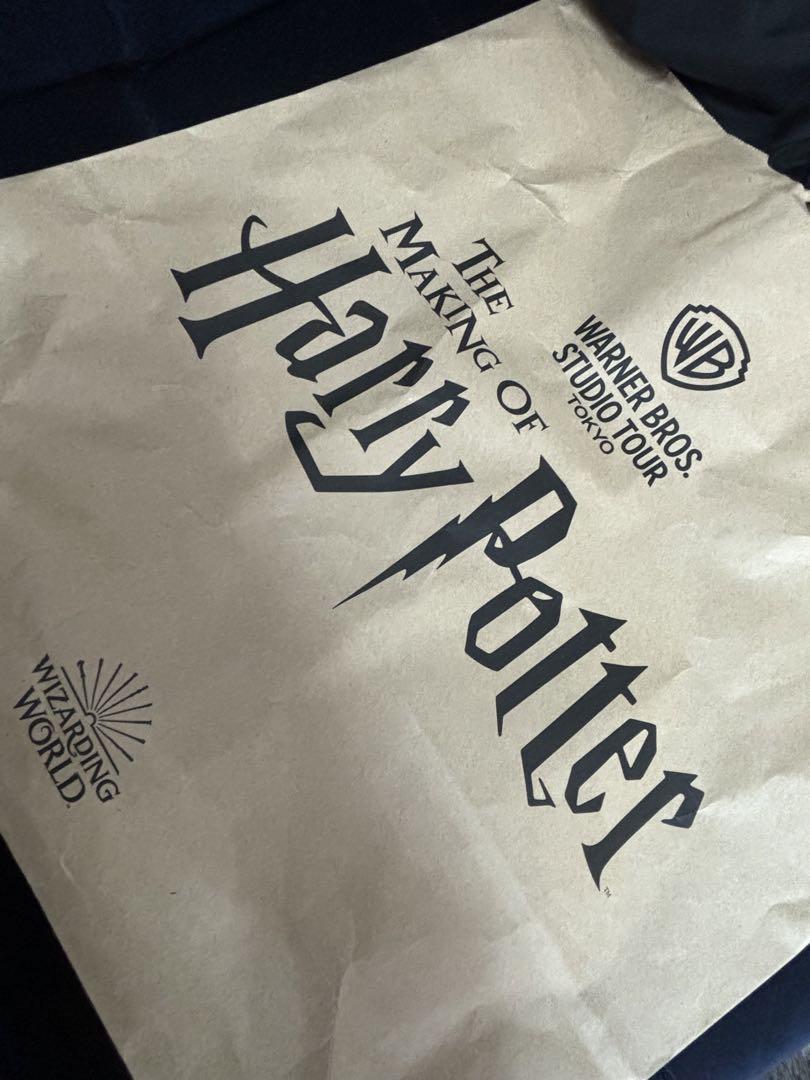 WB
WARNER BROS.
STUDIO TOUR
TOKYO
THE
MAKING OF
Harry Potter
TM
WIZARDING
WORLD